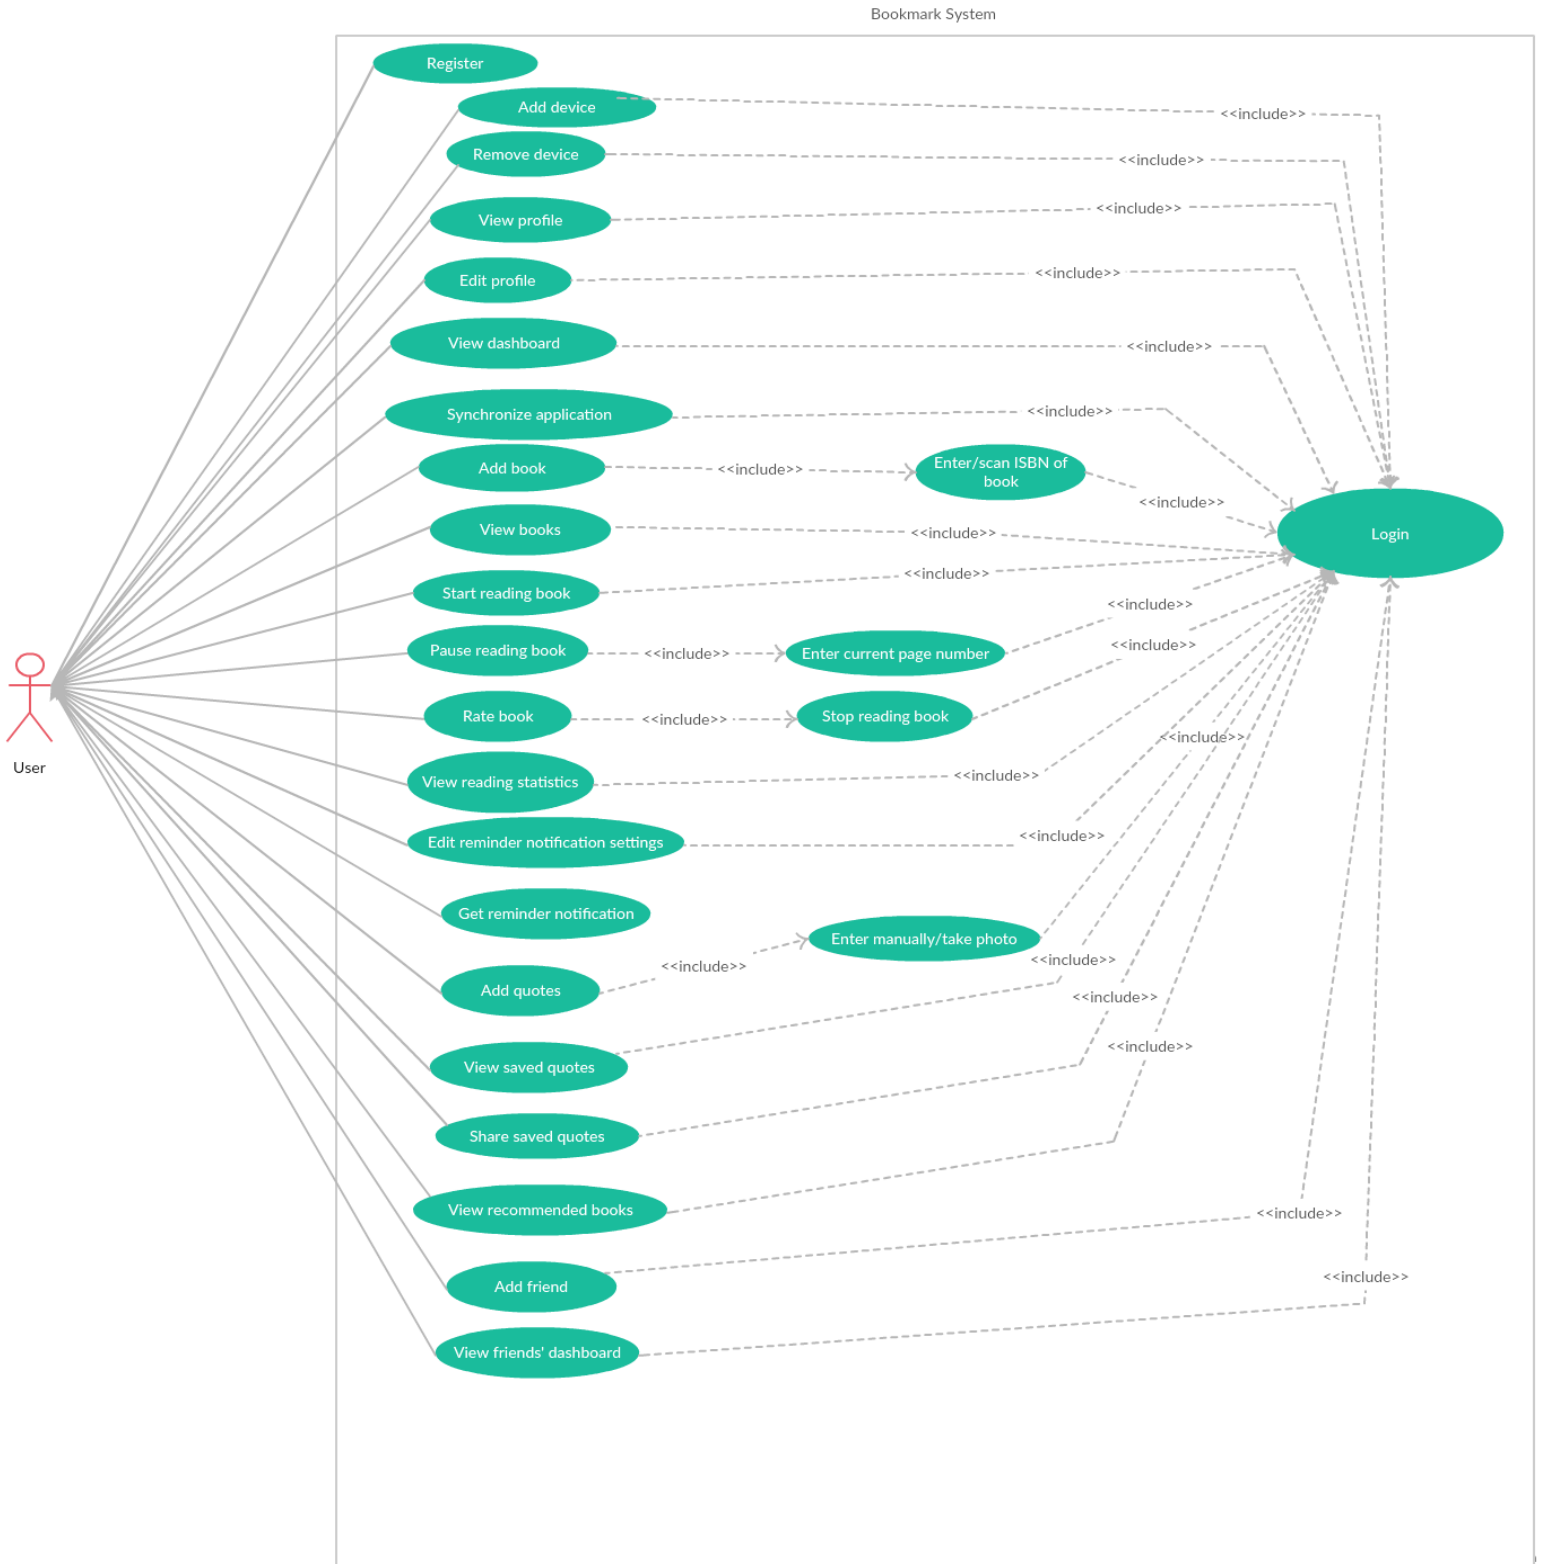 Bookmark System
Register
Add device
<<include>>
Remove device
<<include>>
View profile
<<include>>
Edit profile
<<include>>
View dashboard
<<include>>
Synchronize application
<<include>>
Add book
<<include>>
Enter/scan ISBN of
book
<<include>>
Login
View books
<<include>>
Start reading book
<<include>>
Pause reading book
<<include>>
Enter current page number
<<include>>
Rate book
<<include>>
Stop reading book
<<include>>
User
View reading statistics
<<include>>
Edit reminder notification settings
<<include>>
Get reminder notification
Add quotes
<<include>>
Enter manually/take photo
<<include>>
View saved quotes
<<include>>
Share saved quotes
<<include>>
View recommended books
<<include>>
Add friend
<<include>>
View friends' dashboard
<<include>>